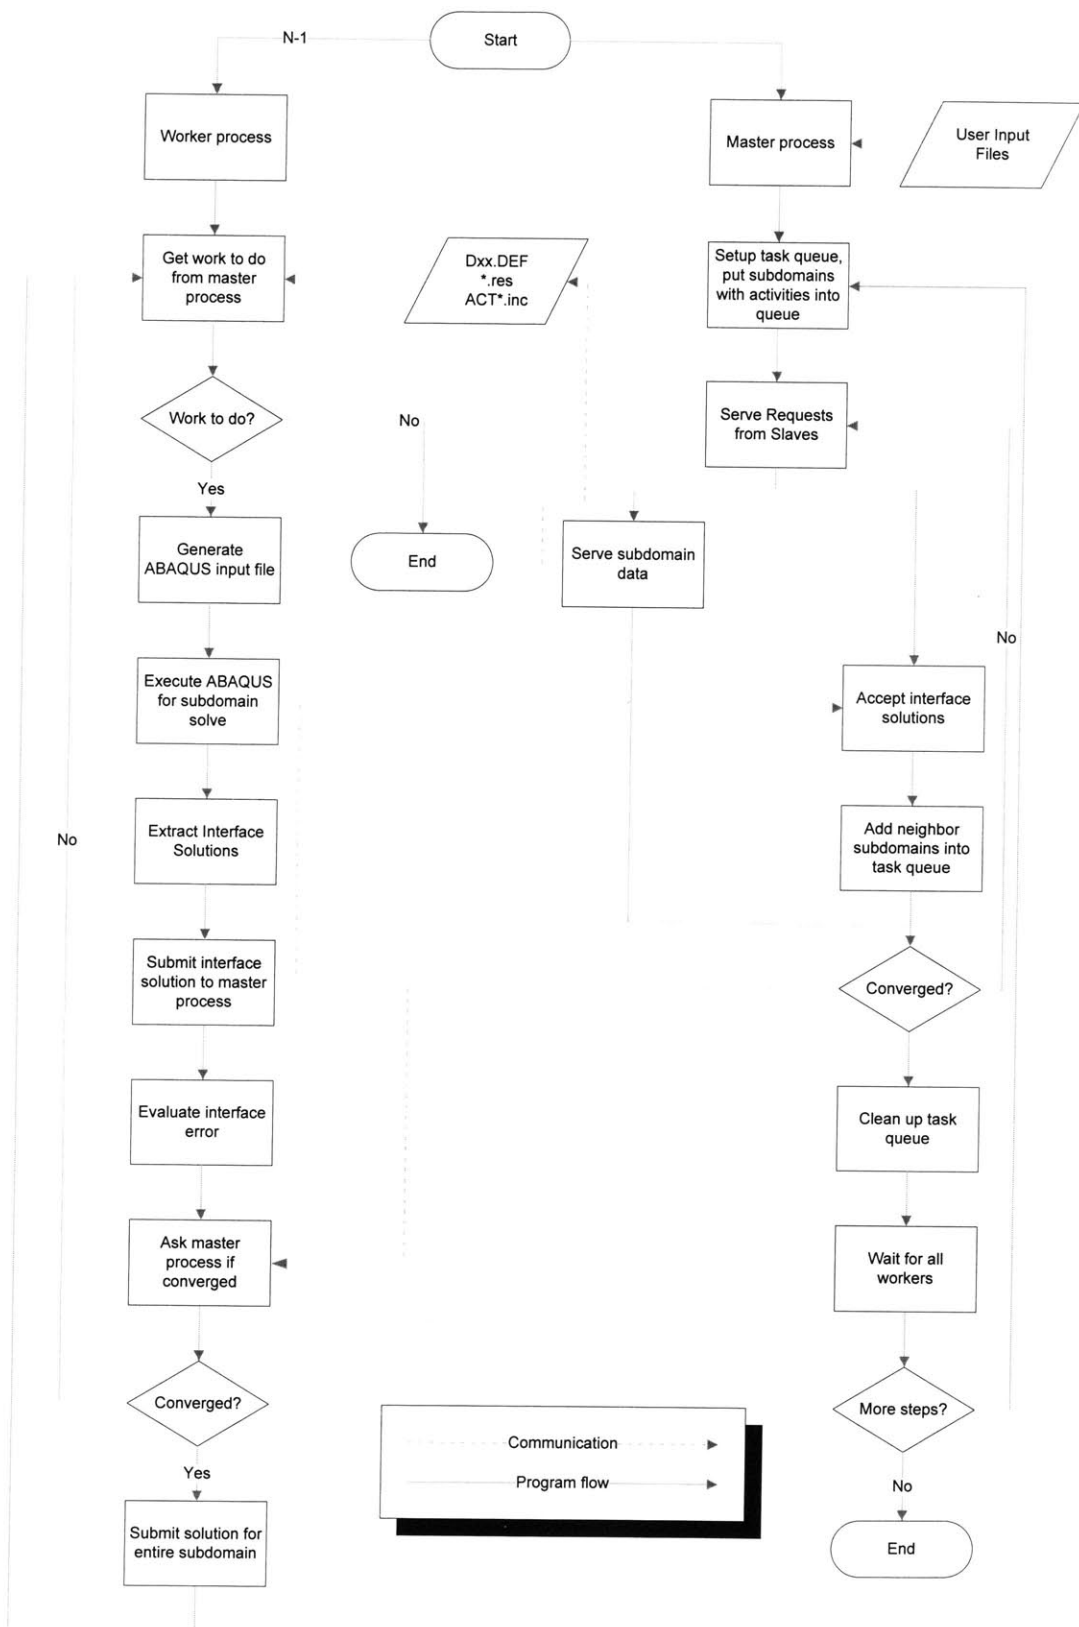 N-1
Start
Worker process
Master process
User Input
Files
Get work to do
from master
process
Dxx.DEF
*.res
ACT*.inc
Setup task queue,
put subdomains
with activities into
queue
Work to do?
No
Serve Requests
from Slaves
Yes
Generate
ABAQUS input file
End
Serve subdomain
data
No
Execute ABAQUS
for subdomain
solve
Accept interface
solutions
No
Extract Interface
Solutions
Add neighbor
subdomains into
task queue
Submit interface
solution to master
process
Converged?
Evaluate interface
error
Clean up task
queue
Ask master
process if
converged
Wait for all
workers
Converged?
More steps?
Communication
Program flow
Yes
No
Submit solution for
entire subdomain
End